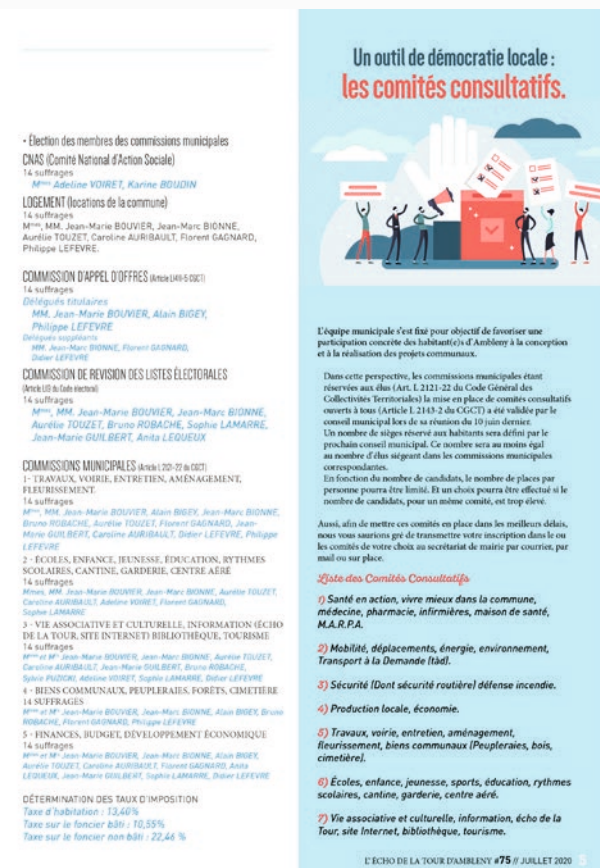 • Élection des membres des commissions municipales
CNAS (Comité National d'Action Sociale)
14 suffrages
Mmes Adeline VOIRET, Karine BOUDIN
LOGEMENT (locations de la commune)
14 suffrages
Mmes, MM. Jean-Marie BOUVIER, Jean-Marc BIONNE,
Aurélie TOUZET, Caroline AURIBAULT, Florent GAGNARD,
Philippe LEFEVRE.
COMMISSION D'APPEL D'OFFRES (Article L1411-5 CGCT)
14 suffrages
Délégués titulaires
MM. Jean-Marie BOUVIER, Alain BIGEY,
Philippe LEFEVRE
Délégués suppléants
MM. Jean-Marc BIONNE, Florent GAGNARD,
Didier LEFEVRE
COMMISSION DE REVISION DES LISTES ÉLECTORALES
(Article L13 du Code électoral)
14 suffrages
Mmes, MM. Jean-Marie BOUVIER, Jean-Marc BIONNE,
Aurélie TOUZET, Bruno ROBACHE, Sophie LAMARRE,
Jean-Marie GUILBERT, Anita LEQUEUX
COMMISSIONS MUNICIPALES (Article L 2121-22 du CGCT)
1 - TRAVAUX, VOIRIE, ENTRETIEN, AMÉNAGEMENT,
FLEURISSEMENT.
14 suffrages
Mmes, MM. Jean-Marie BOUVIER, Alain BIGEY, Jean-Marc BIONNE,
Bruno ROBACHE, Aurélie TOUZET, Florent GAGNARD, Jean-
Marie GUILBERT, Caroline AURIBAULT, Didier LEFEVRE, Philippe
LEFEVRE
2 - ÉCOLES, ENFANCE, JEUNESSE, ÉDUCATION, RYTHMES
SCOLAIRES, CANTINE, GARDERIE, CENTRE AÉRÉ
14 suffrages
Mmes, MM. Jean-Marie BOUVIER, Jean-Marc BIONNE, Aurélie TOUZET,
Caroline AURIBAULT, Adeline VOIRET, Florent GAGNARD,
Sophie LAMARRE
3 - VIE ASSOCIATIVE ET CULTURELLE, INFORMATION (ÉCHO
DE LA TOUR, SITE INTERNET) BIBLIOTHÈQUE, TOURISME
14 suffrages
Mmes et Mrs Jean-Marie BOUVIER, Jean-Marc BIONNE, Aurélie TOUZET,
Caroline AURIBAULT, Jean-Marie GUILBERT, Bruno ROBACHE,
Sylvie PUZICKI, Adeline VOIRET, Sophie LAMARRE, Didier LEFEVRE
4 - BIENS COMMUNAUX, PEUPLERAIES, FORÊTS, CIMETIÈRE
14 SUFFRAGES
Mmes et Mrs Jean-Marie BOUVIER, Jean-Marc BIONNE, Alain BIGEY, Bruno
ROBACHE, Florent GAGNARD, Philippe LEFEVRE
5 - FINANCES, BUDGET, DÉVELOPPEMENT ÉCONOMIQUE
14 suffrages
Mmes et Mrs Jean-Marie BOUVIER, Jean-Marc BIONNE, Alain BIGEY,
Aurélie TOUZET, Caroline AURIBAULT, Florent GAGNARD, Anita
LEQUEUX, Jean-Marie GUILBERT, Sophie LAMARRE, Didier LEFEVRE
DÉTERMINATION DES TAUX D'IMPOSITION
Taxe d'habitation : 13,40%
Taxe sur le foncier bâti : 10,55%
Taxe sur le foncier non bâti : 22,46 %
Un outil de démocratie locale :
les comités consultatifs.
L'équipe municipale s'est fixé pour objectif de favoriser une
participation concrète des habitant(e)s d'Ambleny à la conception
et à la réalisation des projets communaux.
Dans cette perspective, les commissions municipales étant
réservées aux élus (Art. L 2121-22 du Code Général des
Collectivités Territoriales) la mise en place de comités consultatifs
ouverts à tous (Article L 2143-2 du CGCT) a été validée par le
conseil municipal lors de sa réunion du 10 juin dernier.
Un nombre de sièges réservé aux habitants sera défini par le
prochain conseil municipal. Ce nombre sera au moins égal
au nombre d'élus siégeant dans les commissions municipales
correspondantes.
En fonction du nombre de candidats, le nombre de places par
personne pourra être limité. Et un choix pourra être effectué si le
nombre de candidats, pour un même comité, est trop élevé.
Aussi, afin de mettre ces comités en place dans les meilleurs délais,
nous vous saurions gré de transmettre votre inscription dans le ou
les comités de votre choix au secrétariat de mairie par courrier, par
mail ou sur place.
Liste des Comités Consultatifs
1) Santé en action, vivre mieux dans la commune,
médecine, pharmacie, infirmières, maison de santé,
M.A.R.P.A.
2) Mobilité, déplacements, énergie, environnement,
Transport à la Demande (tàd).
3) Sécurité (Dont sécurité routière) défense incendie.
4) Production locale, économie.
5) Travaux, voirie, entretien, aménagement,
fleurissement, biens communaux (Peupleraies, bois,
cimetière).
6) Écoles, enfance, jeunesse, sports, éducation, rythmes
scolaires, cantine, garderie, centre aéré.
7) Vie associative et culturelle, information, écho de la
Tour, site Internet, bibliothèque, tourisme.
L'ÉCHO DE LA TOUR D'AMBLENY #75 // JUILLET 2020 5